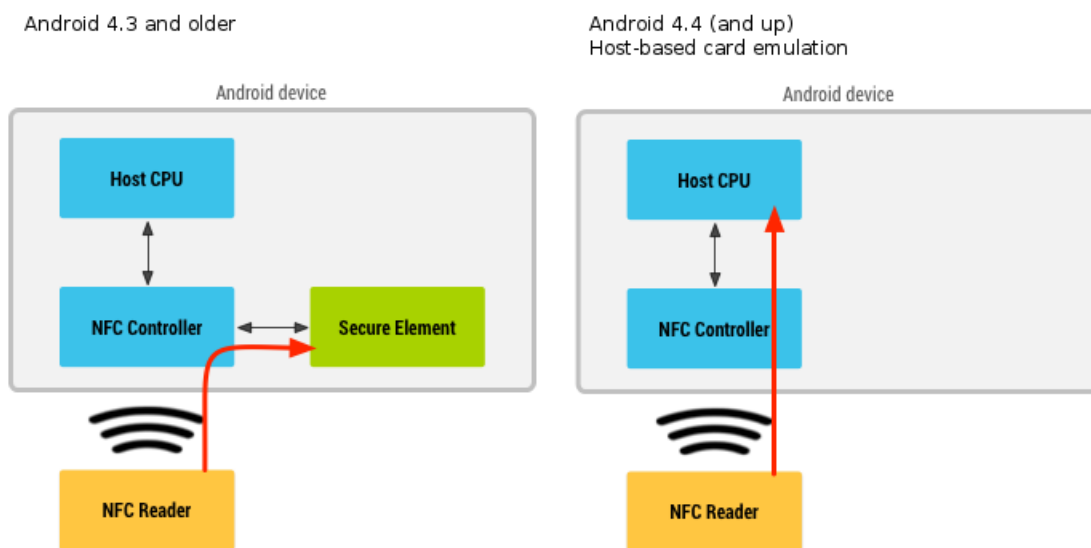 Android 4.3 and older
Android device
Host CPU
NFC Controller
Secure Element
NFC Reader
Android 4.4 (and up)
Host-based card emulation
Android device
Host CPU
NFC Controller
NFC Reader